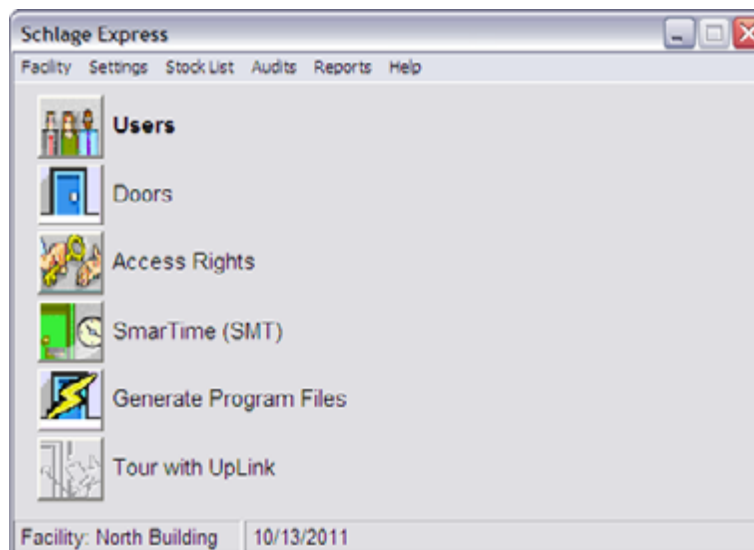 Schlage Express
Facility Settings Stock List Audits Reports Help
Users
Doors
Access Rights
SmarTime (SMT)
Generate Program Files
Tour with UpLink
Facility: North Building 10/13/2011